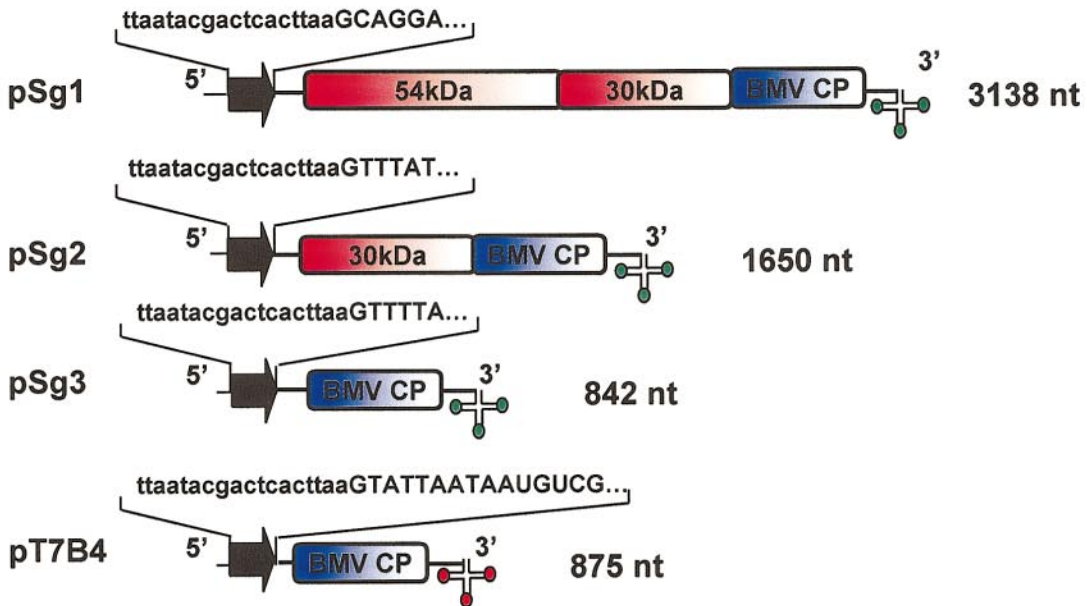 ttaatacgactcacttaaGCAGGA...
5’ 3’
pSg1 54kDa 30kDa BMV CP 3138 nt
ttaatacgactcacttaaGTTTAT...
5’ 3’
pSg2 30kDa BMV CP 1650 nt
ttaatacgactcacttaaGTTTTA...
5’ 3’
pSg3 BMV CP 842 nt
ttaatacgactcacttaaGTATTAATAAUGUCG...
5’ 3’
pT7B4 BMV CP 875 nt